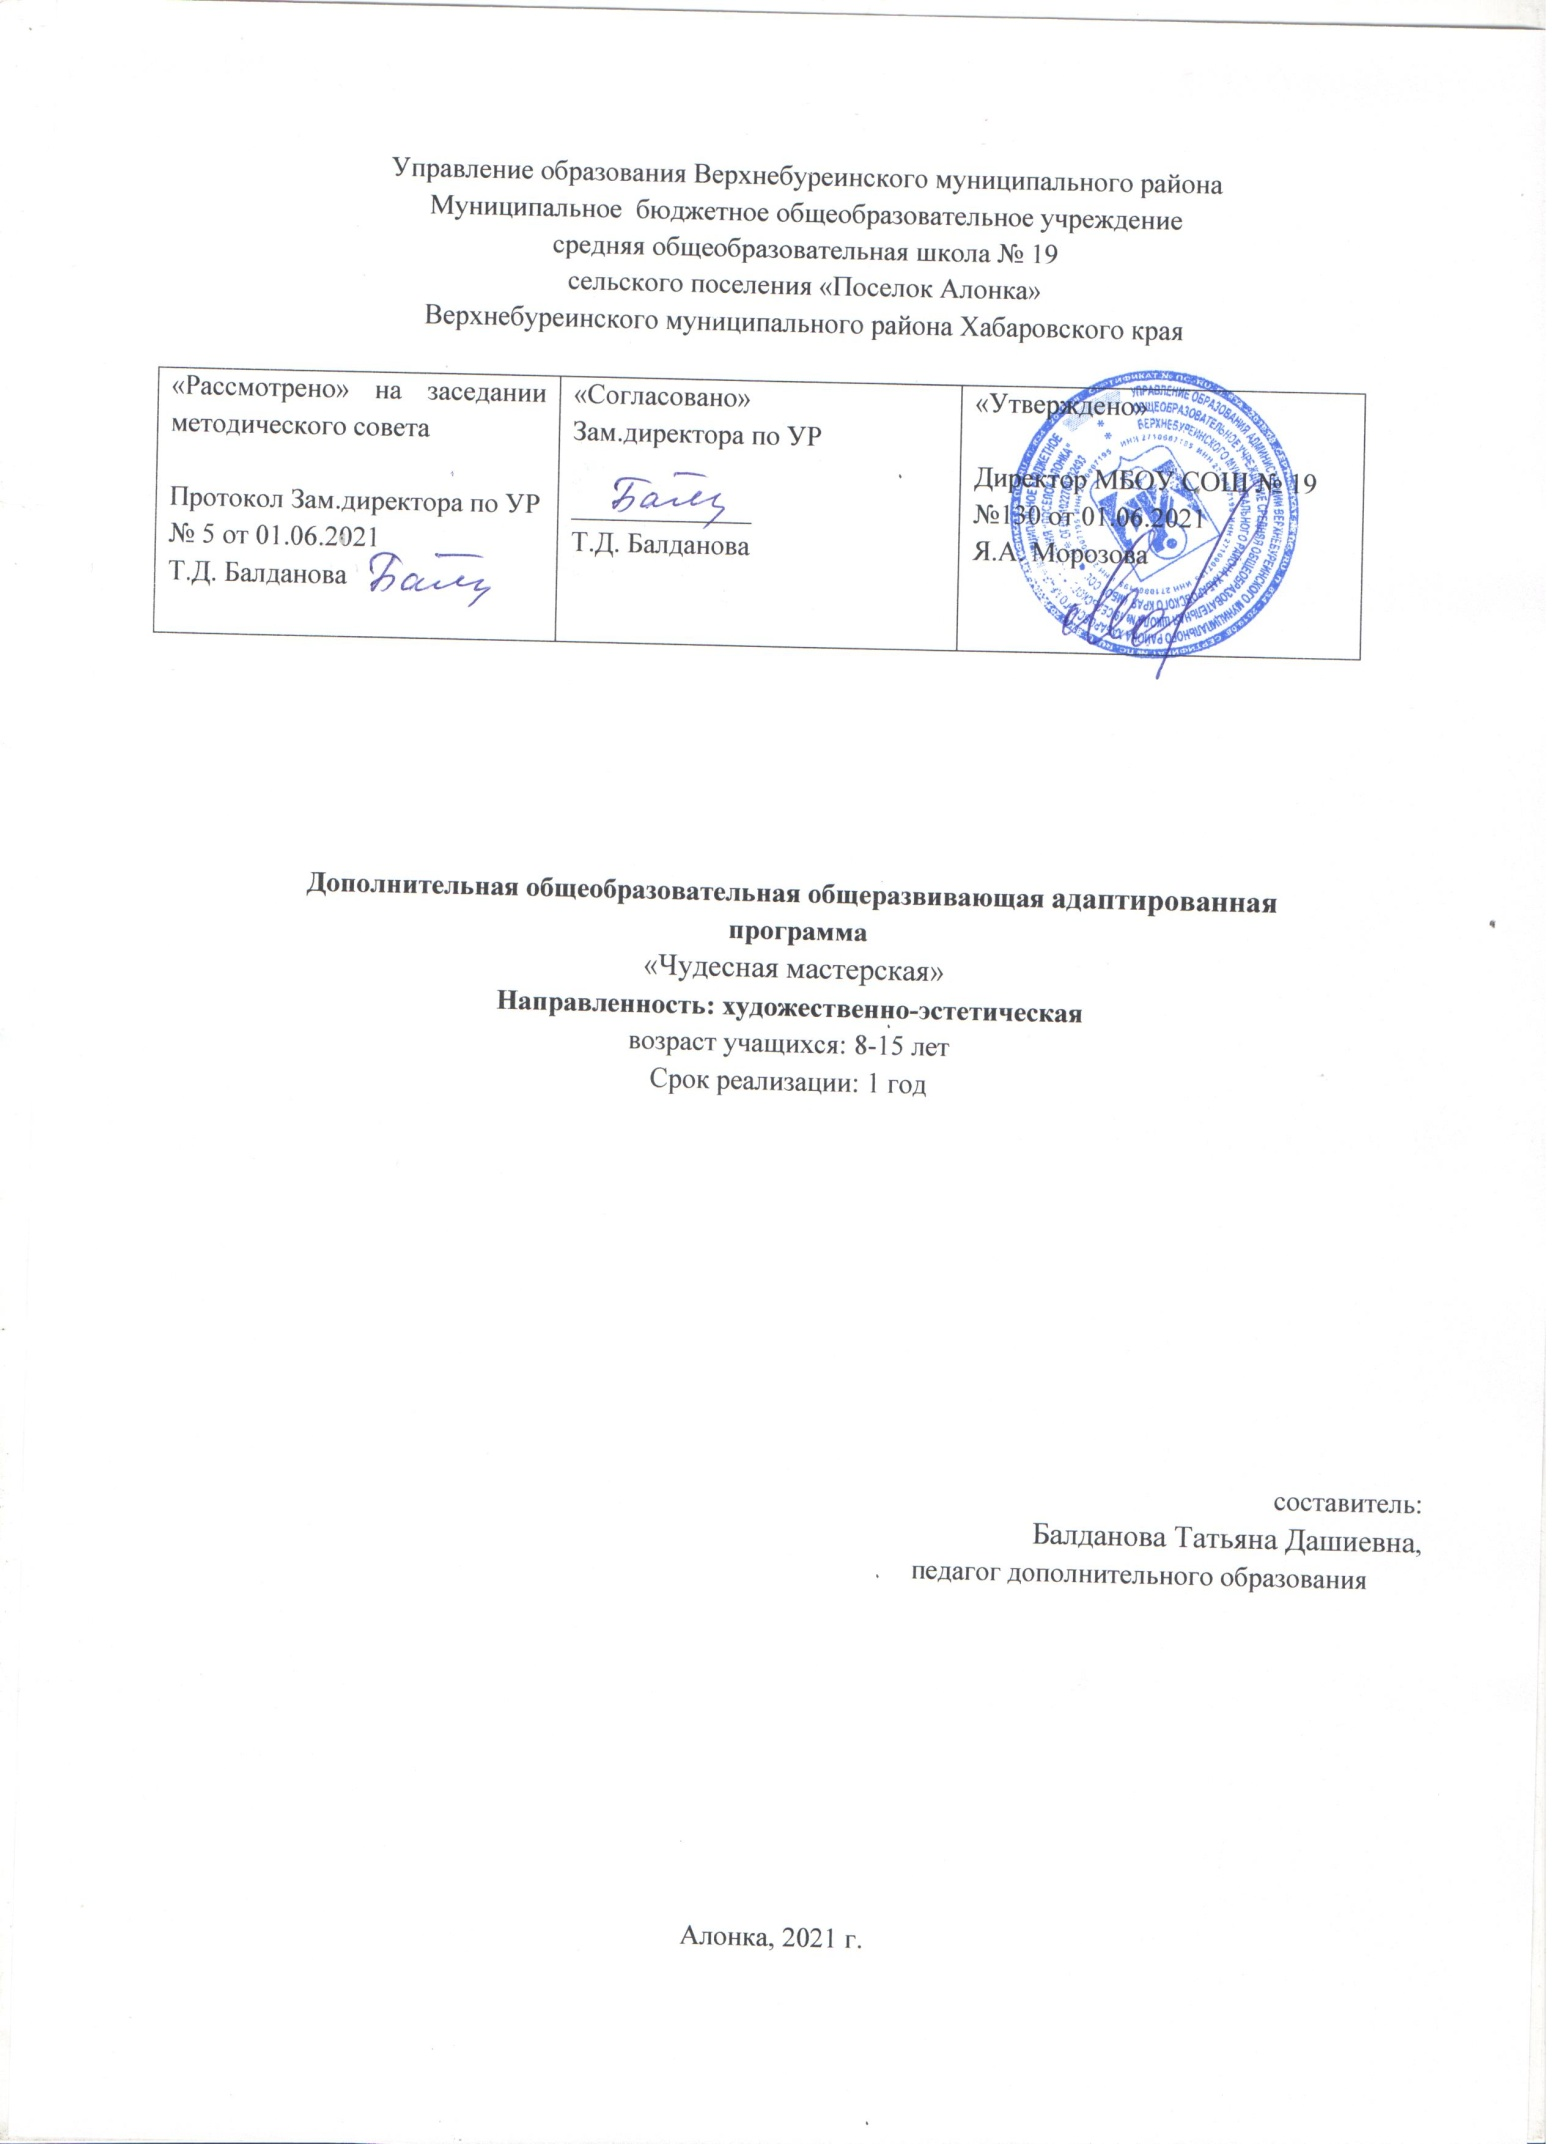 Управление образования Верхнебуреинского муниципального района
Муниципальное бюджетное общеобразовательное учреждение
средняя общеобразовательная школа № 19
сельского поселения «Поселок Алонка»
Верхнебуреинского муниципального района Хабаровского края
«Рассмотрено» на заседании
методического совета
Протокол Зам.директора по УР
№ 5 от 01.06.2021
Т.Д. Балданова
«Согласовано»
Зам.директора по УР
Т.Д. Балданова
«Утверждено»
Директор МБОУ СОШ № 19
№130 от 01.06.2021
Я.А. Морозова
Дополнительная общеобразовательная общеразвивающая адаптированная
программа
«Чудесная мастерская»
Направленность: художественно-эстетическая
возраст учащихся: 8-15 лет
Срок реализации: 1 год
составитель:
Балданова Татьяна Дашиевна,
педагог дополнительного образования
Алонка, 2021 г.